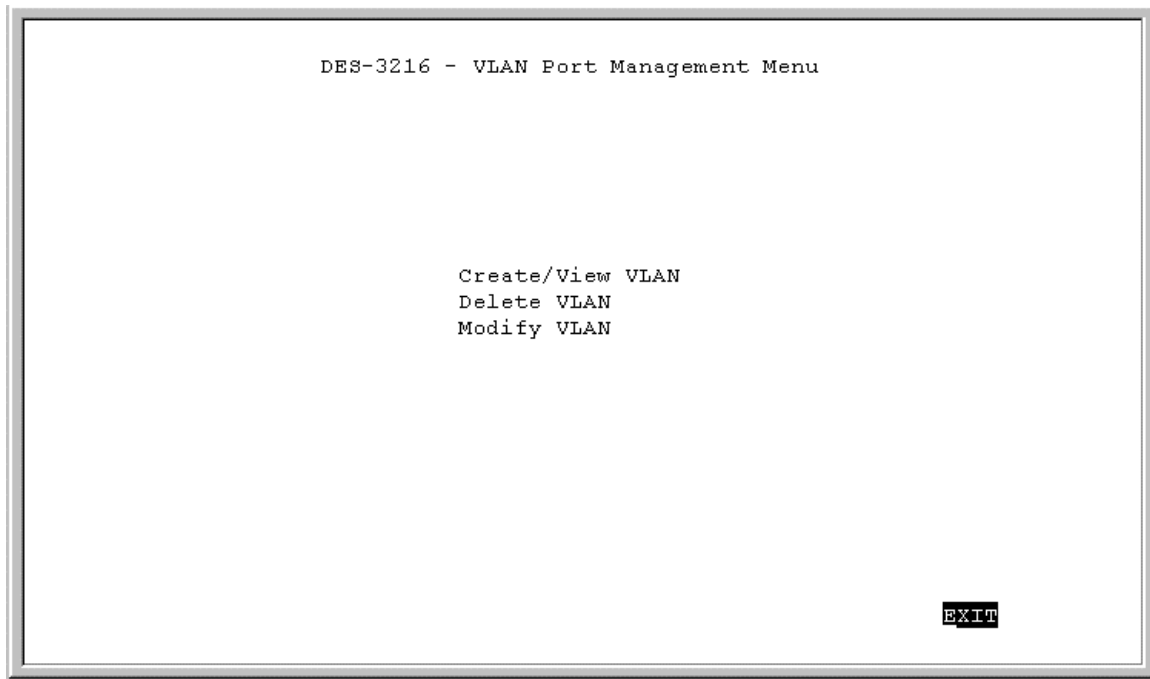 DES-3216 - VLAN Port Management Menu
Create/View VLAN
Delete VLAN
Modify VLAN
EXIT